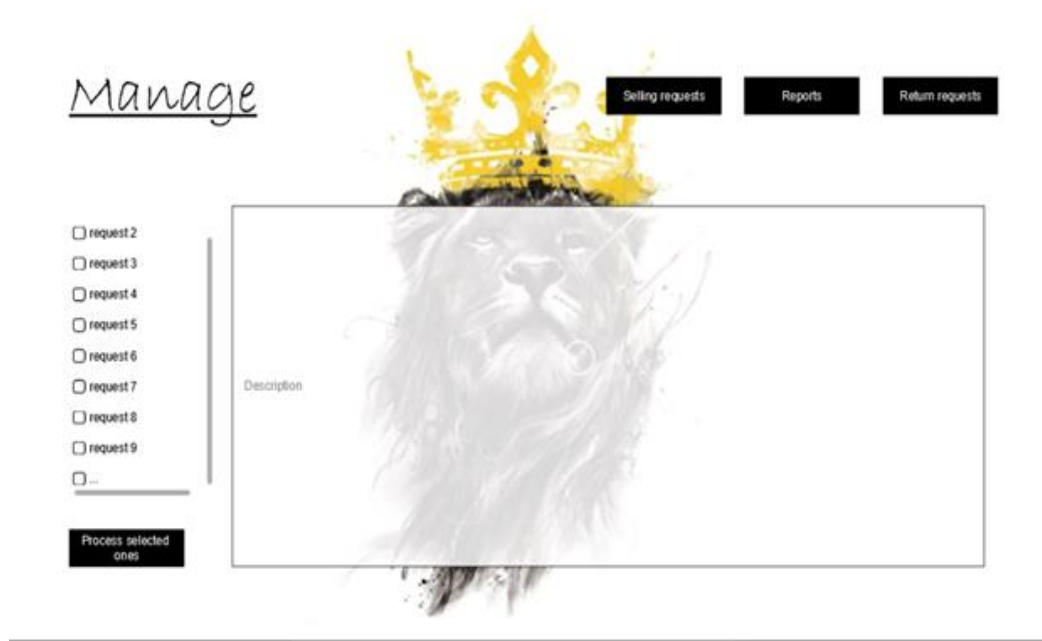 Manage
Selling requests
Reports
Return requests
request 2
request 3
request 4
request 5
request 6
request 7
request 8
request 9
...
Description
Process selected
ones